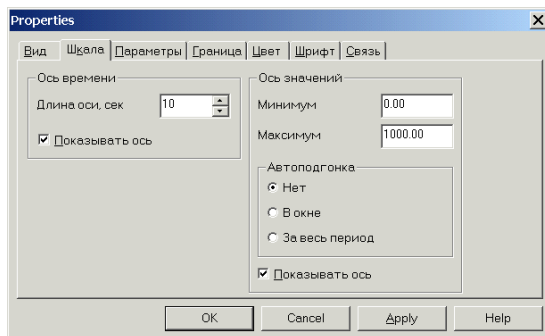 Properties
Вид Шкала Параметры Граница Цвет Шрифт Связь
Ось времени
Длина оси, сек 10
Показывать ось
Ось значений
Минимум 0.00
Максимум 1000.00
Автоподгонка
Нет
В окне
За весь период
Показывать ось
OK Cancel Apply Help